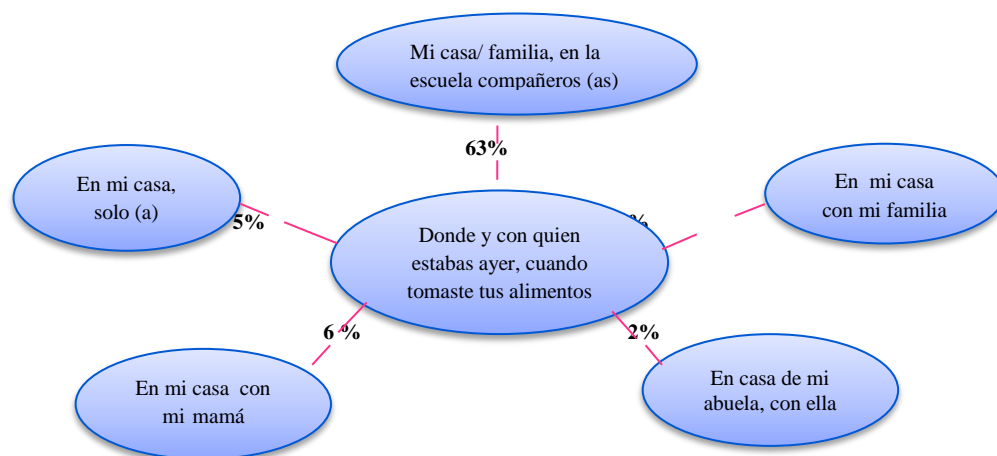 Mi casa/ familia, en la
escuela compañeros (as)
63%
En mi casa,
solo (a)
5%
En mi casa
con mi familia
%
Donde y con quien
estabas ayer, cuando
tomaste tus alimentos
6 %
2%
En mi casa con
mi mamá
En casa de mi
abuela, con ella